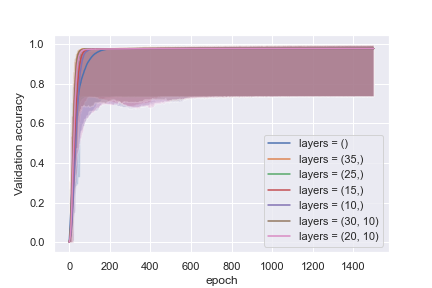 1.0
0.8
0.6
0.4
0.2
0.0
Validation accuracy
layers = ()
layers = (35,)
layers = (25,)
layers = (15,)
layers = (10,)
layers = (30, 10)
layers = (20, 10)
0 200 400 600 800 1000 1200 1400
epoch